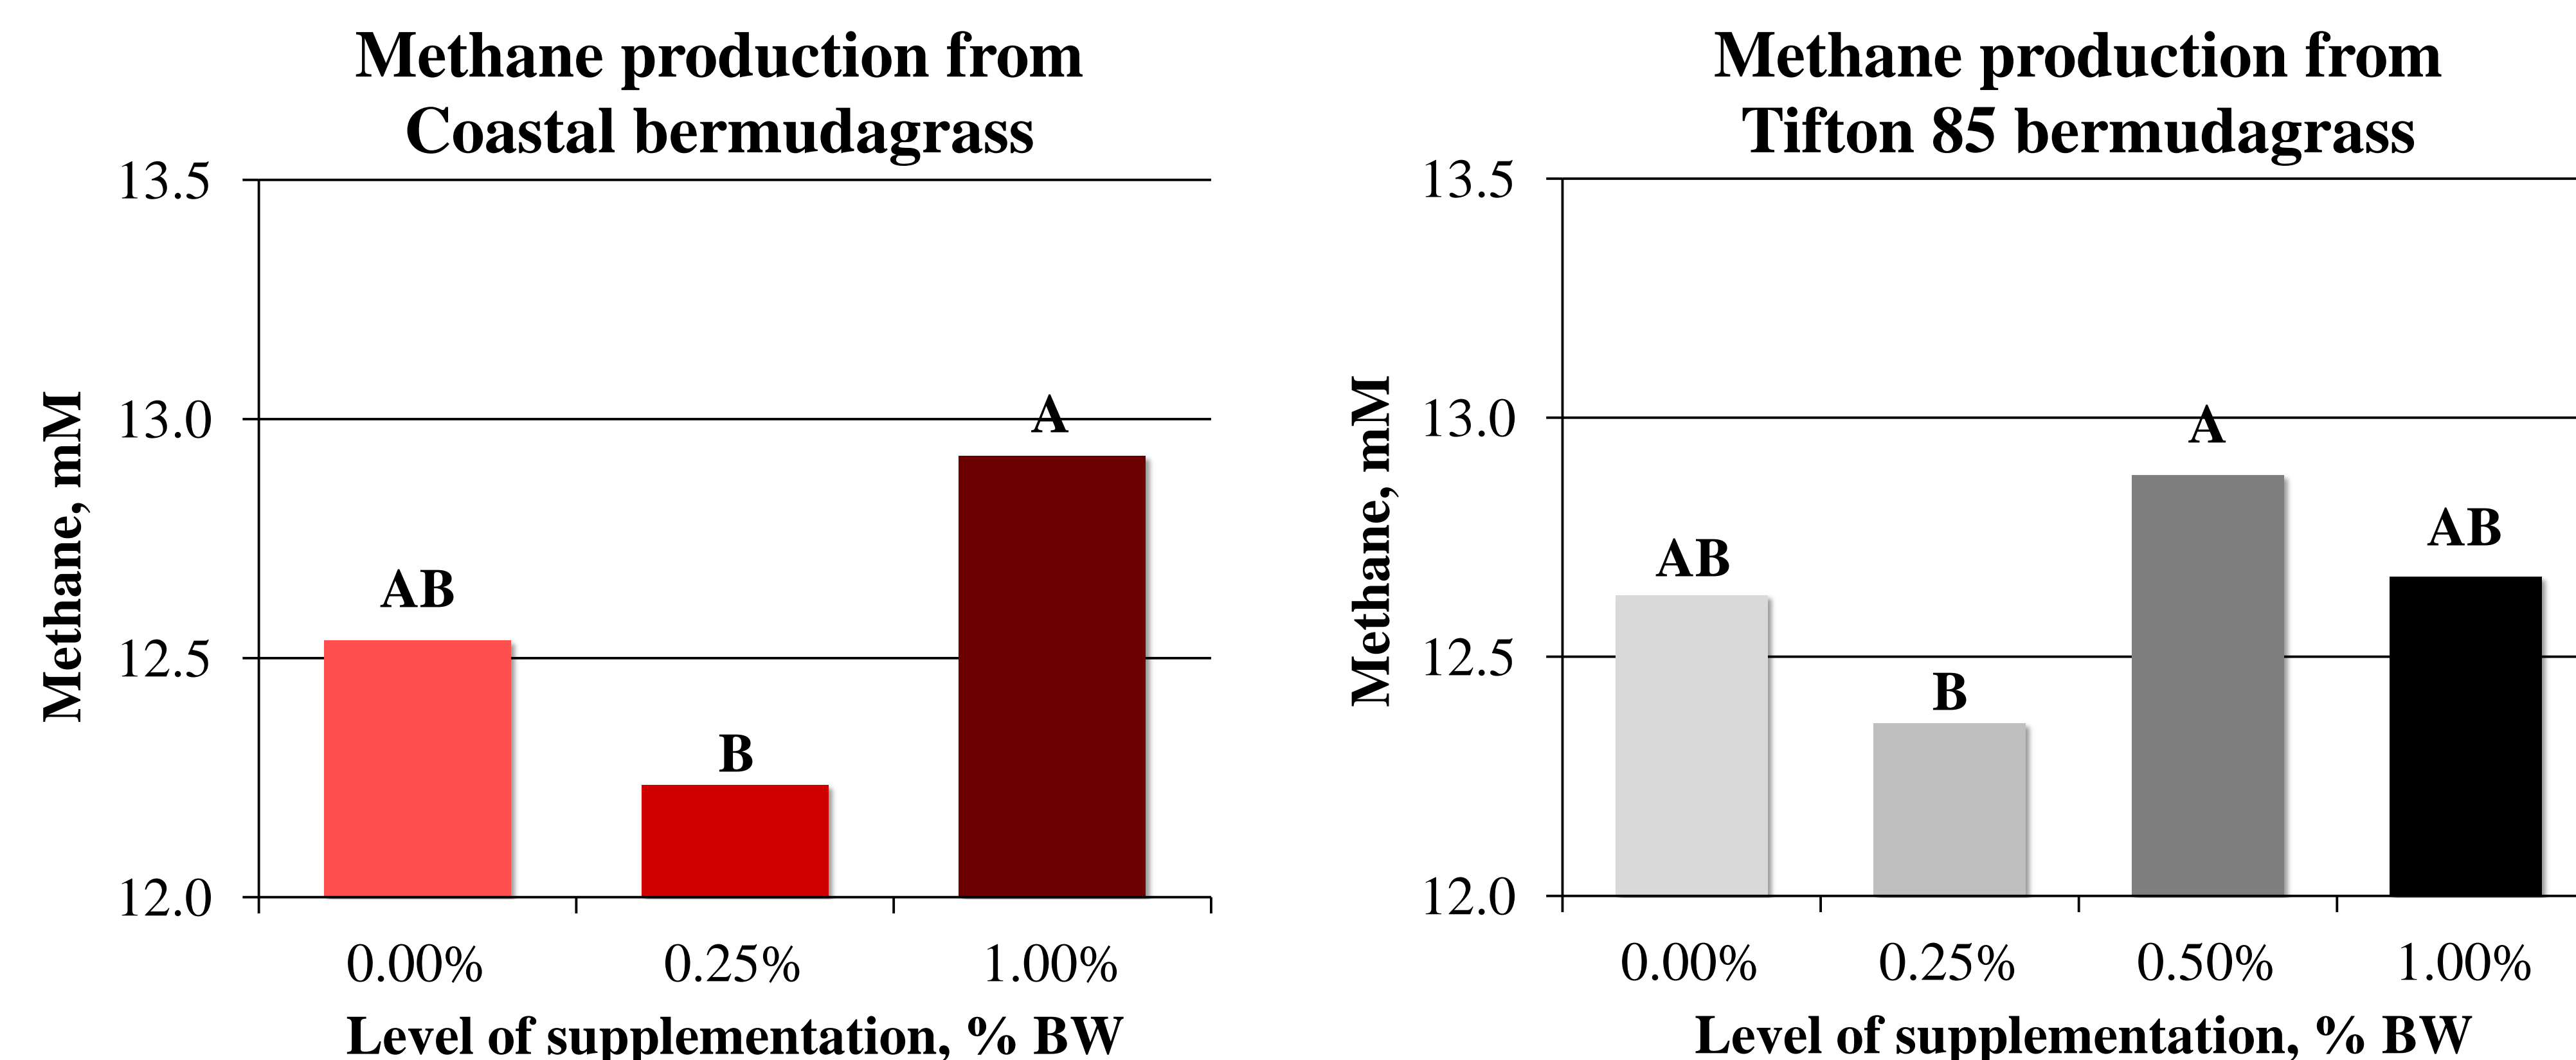 Methane production from
Coastal bermudagrass
13.5
13.0
12.5
12.0
Methane, mM
AB
B
A
0.00%
0.25%
1.00%
Level of supplementation, % BW
Methane production from
Tifton 85 bermudagrass
13.5
13.0
12.5
12.0
Methane, mM
AB
B
A
AB
0.00%
0.25%
0.50%
1.00%
Level of supplementation, % BW